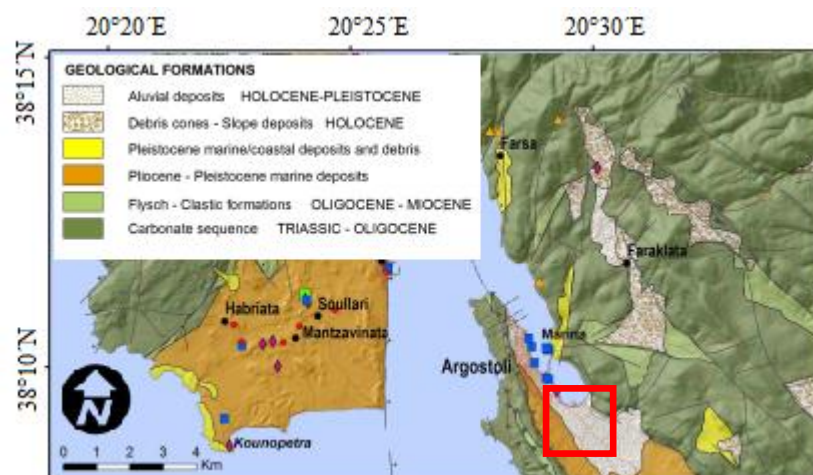 20°20´E 20°25´E 20°30´E
38°15´N
GEOLOGICAL FORMATIONS
Aluvial deposits HOLOCENE-PLEISTOCENE
Debris cones - Slope deposits HOLOCENE
Pleistocene marine/coastal deposits and debris
Pliocene - Pleistocene marine deposits
Flysch - Clastic formations OLIGOCENE - MIOCENE
Carbonate sequence TRIASSIC - OLIGOCENE
Farsa
Faraklata
Habriata
Soullari
Mantzavinata
Marina
Argostoli
38°10´N
N
Kounopetra
0 1 2 3 4
Km